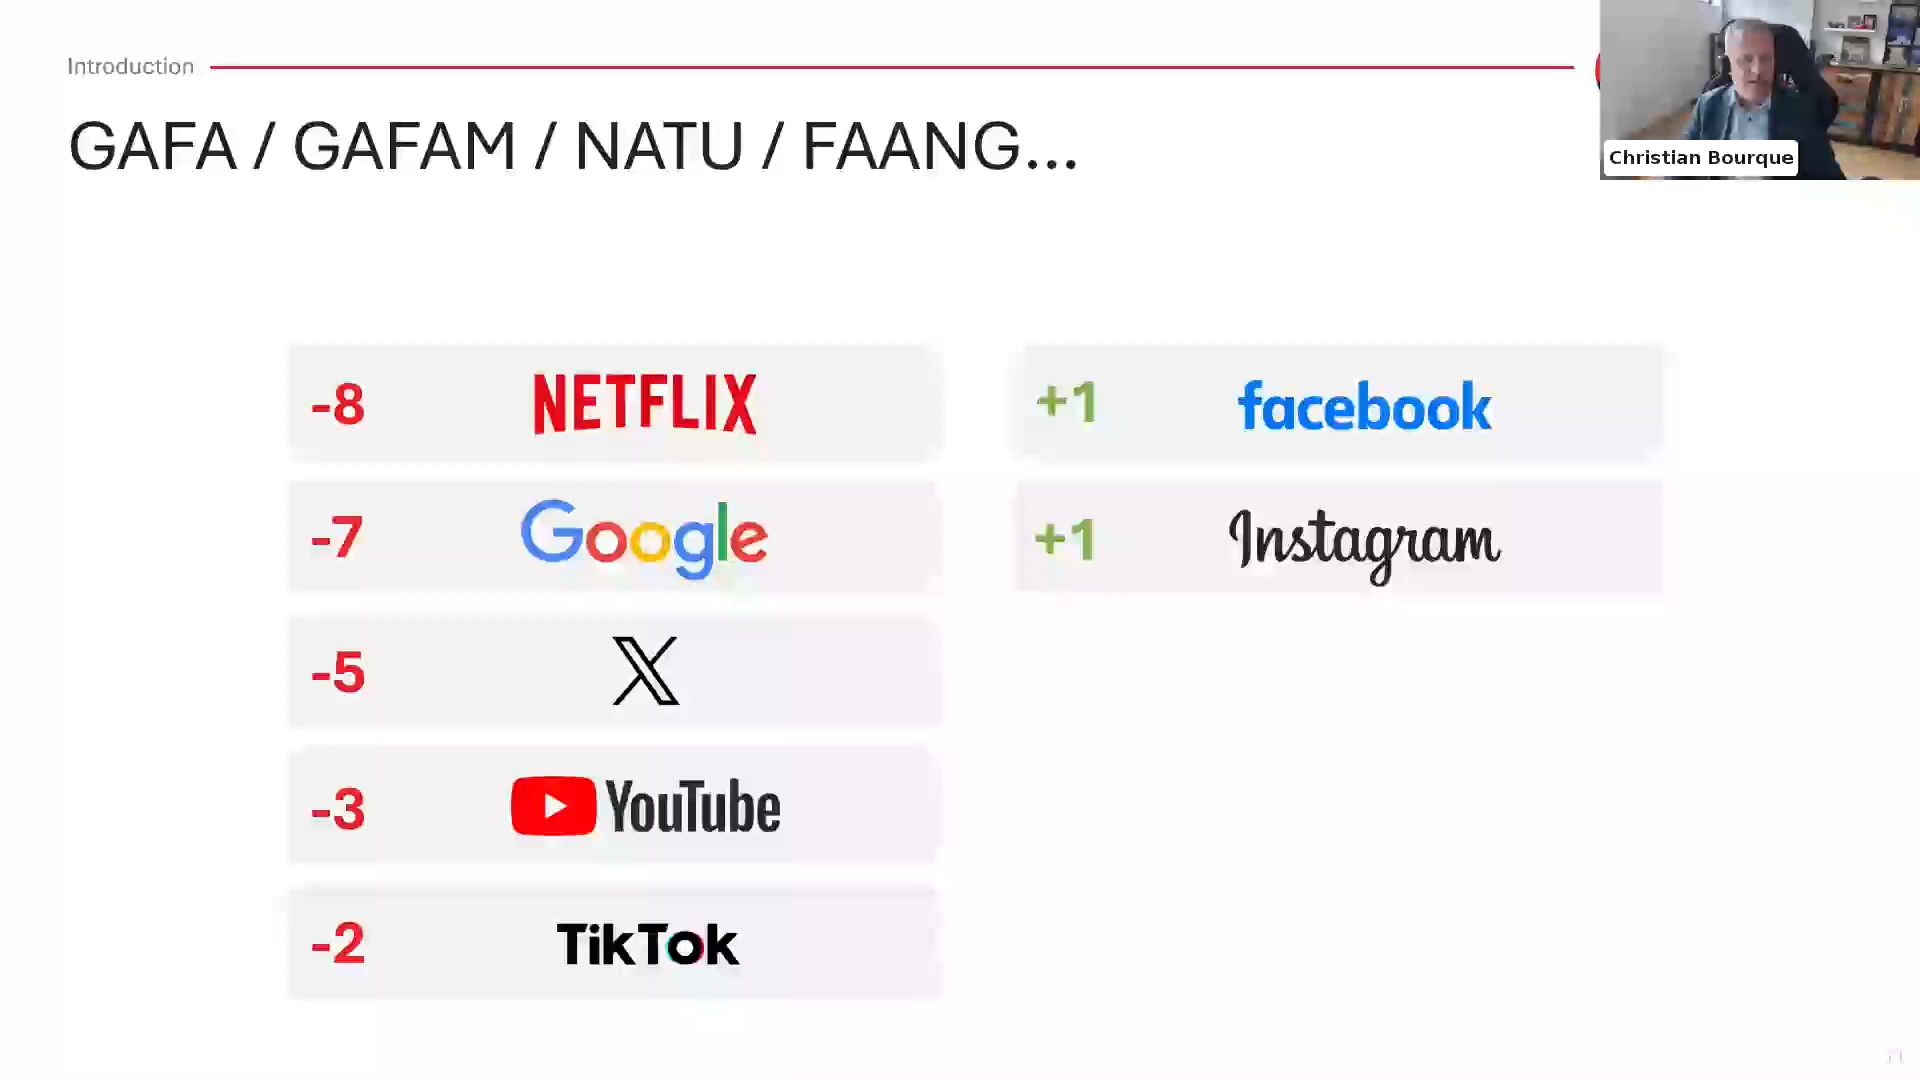 Introduction
GAFA / GAFAM / NATU / FAANG...
Christian Bourque
-8 NETFLIX
+1 facebook
-7 Google
+1 Instagram
-5 X
-3 YouTube
-2 TikTok